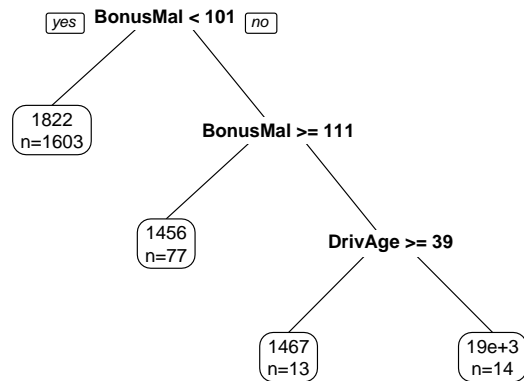 yes BonusMal < 101 no
1822
n=1603
BonusMal >= 111
1456
n=77
DrivAge >= 39
1467
n=13
19e+3
n=14